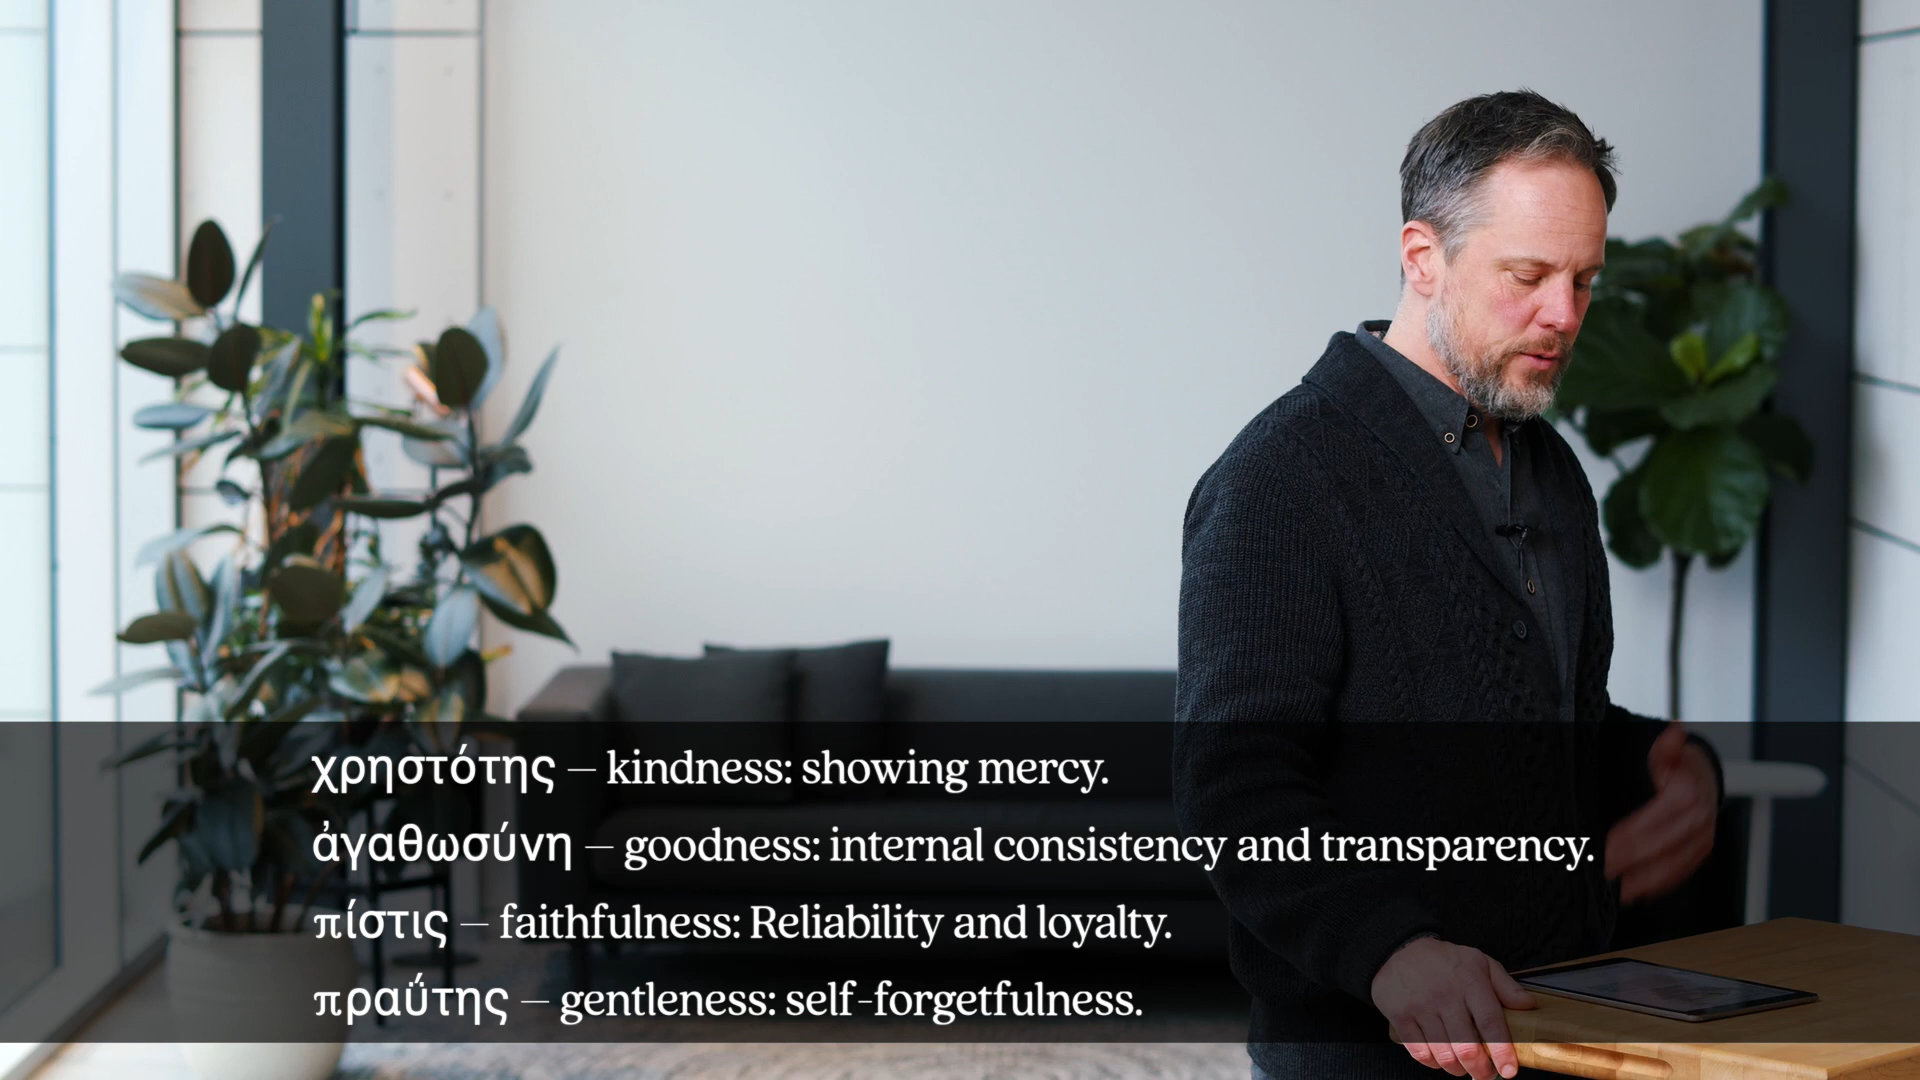 χρηστότης – kindness: showing mercy.
ἀγαθωσύνη – goodness: internal consistency and transparency.
πίστις – faithfulness: Reliability and loyalty.
πραΰτης – gentleness: self-forgetfulness.